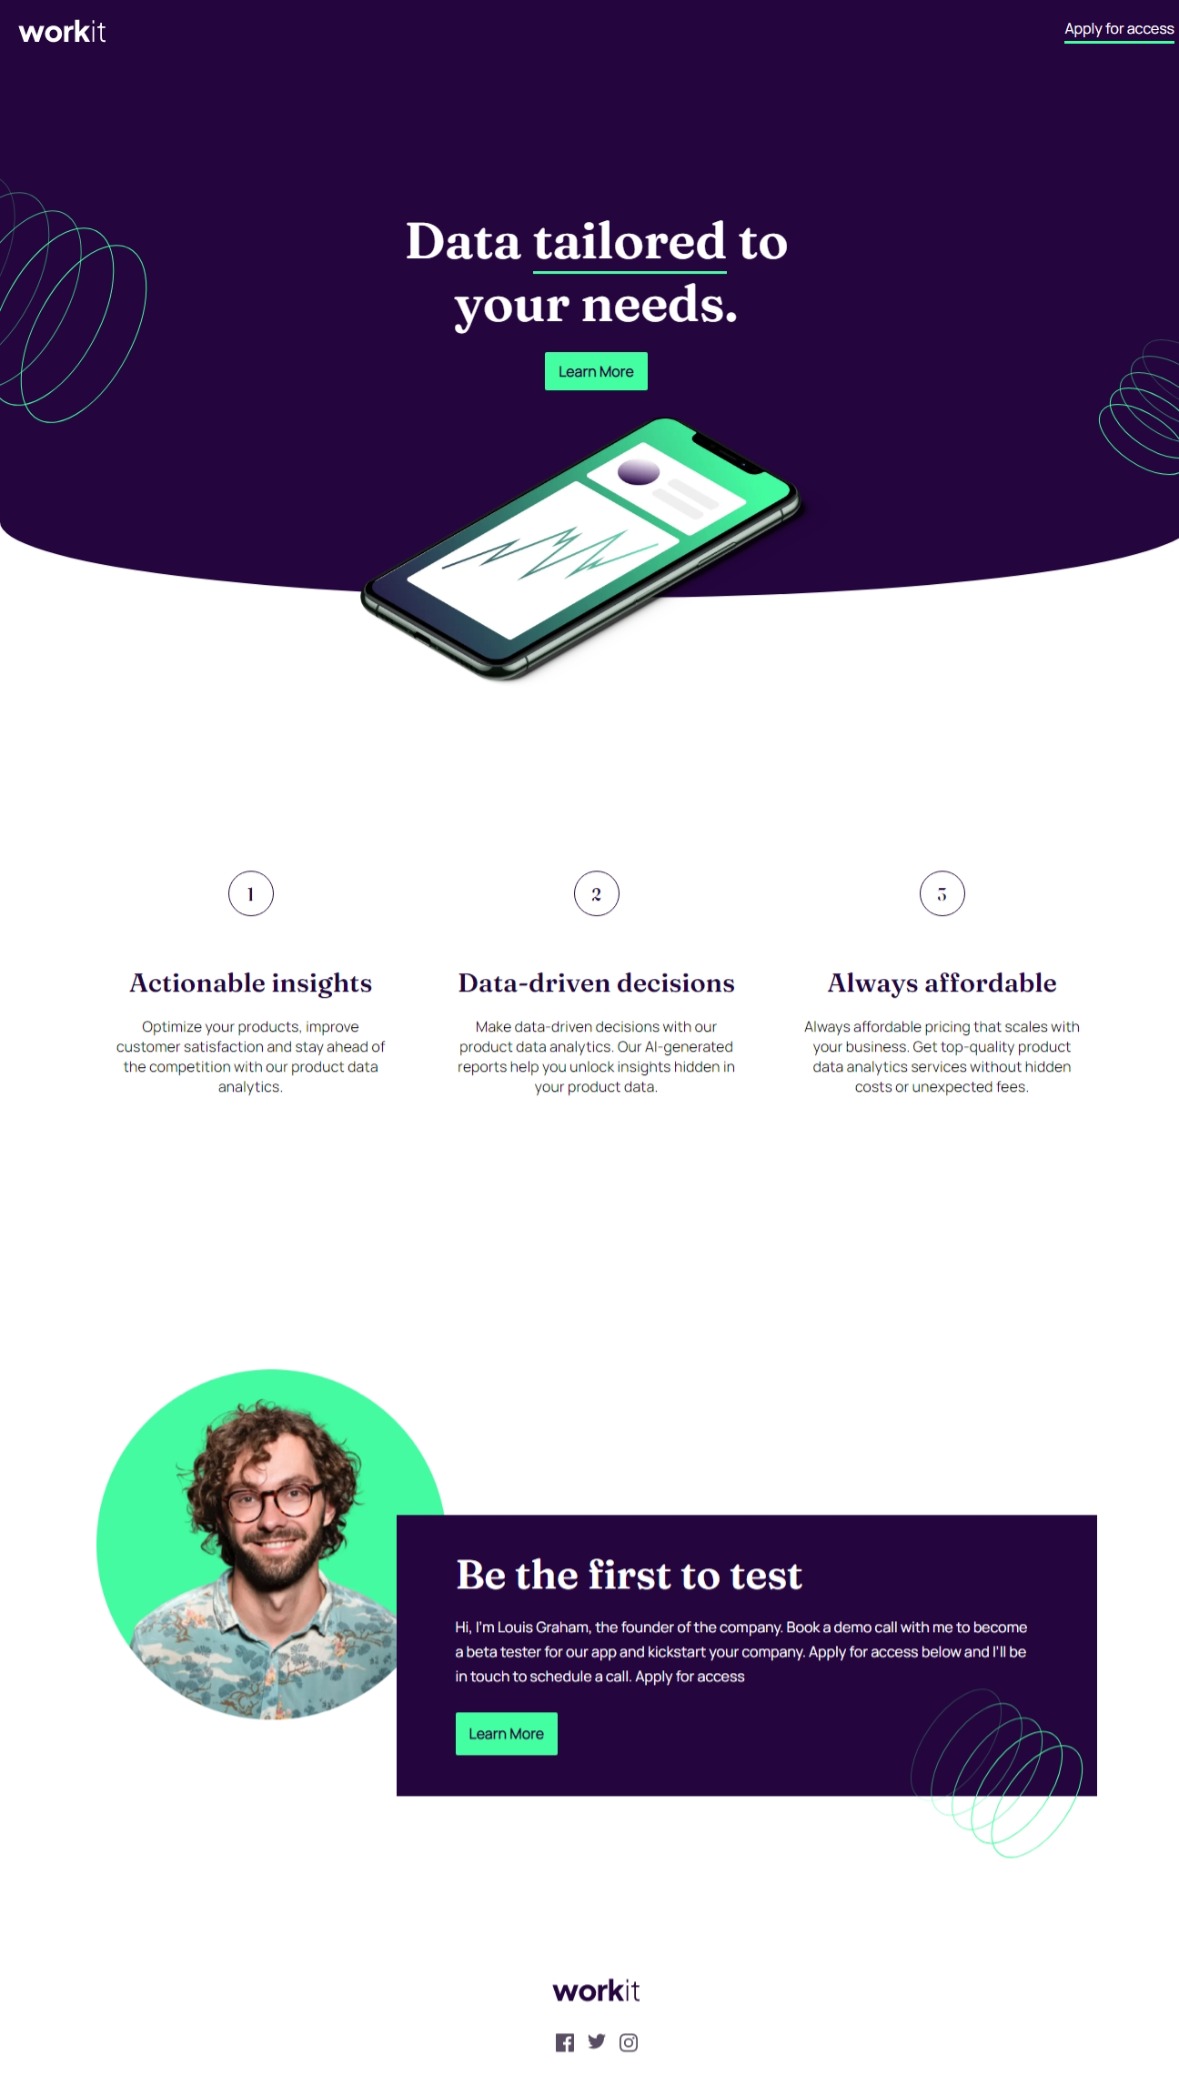 workit
Apply for access
Data tailored to
your needs.
Learn More
1
2
3
Actionable insights
Data-driven decisions
Always affordable
Optimize your products, improve
customer satisfaction and stay ahead of
the competition with our product data
analytics.
Make data-driven decisions with our
product data analytics. Our AI-generated
reports help you unlock insights hidden in
your product data.
Always affordable pricing that scales with
your business. Get top-quality product
data analytics services without hidden
costs or unexpected fees.
Be the first to test
Hi, I'm Louis Graham, the founder of the company. Book a demo call with me to become
a beta tester for our app and kickstart your company. Apply for access below and I'll be
in touch to schedule a call. Apply for access
Learn More
workit